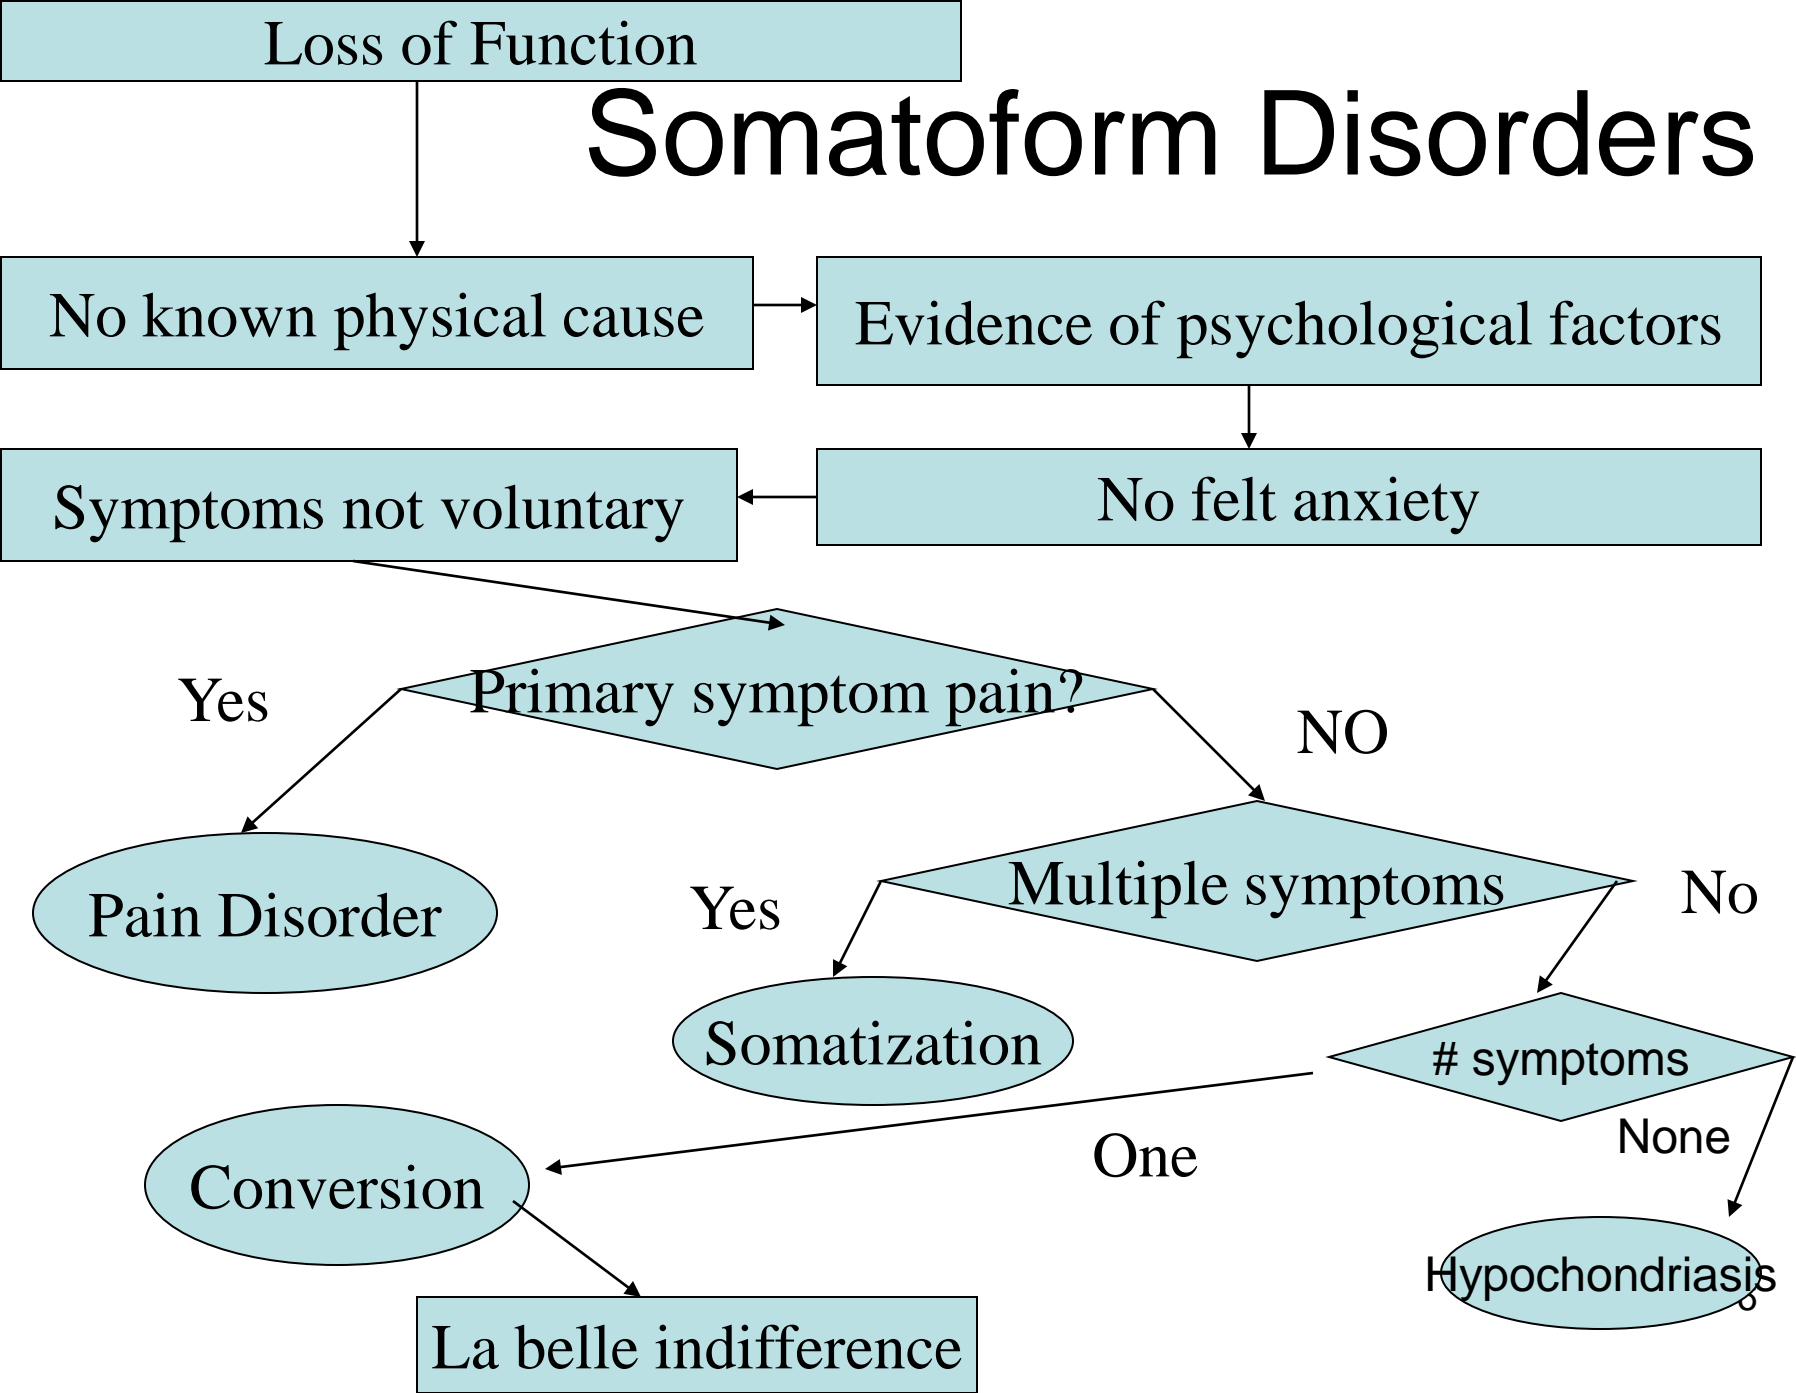 Loss of Function
Somatoform Disorders
No known physical cause
Evidence of psychological factors
Symptoms not voluntary
No felt anxiety
Primary symptom pain?
Yes
NO
Pain Disorder
Multiple symptoms
Yes
No
Somatization
# symptoms
None
One
Conversion
Hypochondriasis
La belle indifference